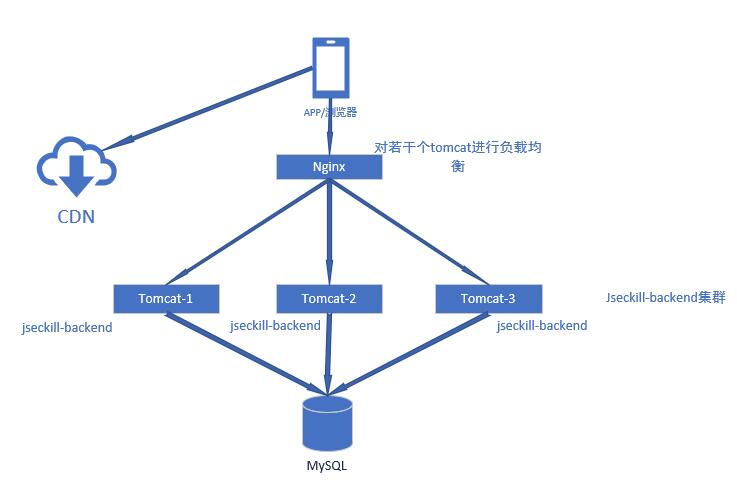 APP/浏览器
对若干个tomcat进行负载均
衡
Nginx
CDN
Tomcat-1
Tomcat-2
Tomcat-3
Jseckill-backend集群
jseckill-backend
jseckill-backend
jseckill-backend
MySQL